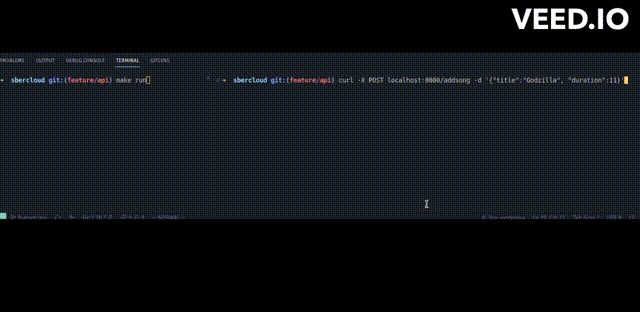 VEED.IO
PROBLEMS OUTPUT DEBUG CONSOLE TERMINAL GITLENS
➜ sbercloud git:(feature/api) make run
➜ sbercloud git:(feature/api) curl -X POST localhost:8080/addsong -d '{"title":"Godzilla", "duration":11}'